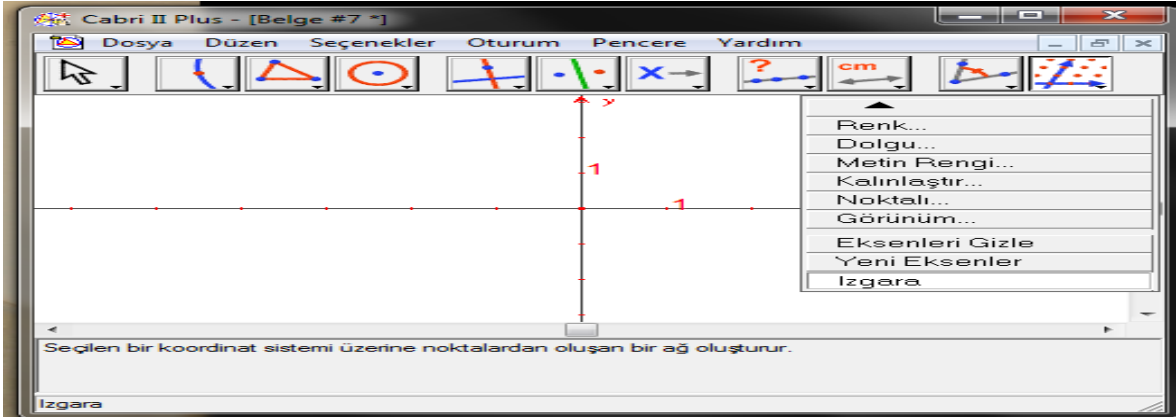 Cabri II Plus - [Belge #7 *]
Dosya Düzen Seçenekler Oturum Pencere Yardım
? cm
y
1
1
Renk...
Dolgu...
Metin Rengi...
Kalınlaştır...
Noktalı...
Görünüm...
Eksenleri Gizle
Yeni Eksenler
Izgara
Seçilen bir koordinat sistemi üzerine noktalardan oluşan bir ağ oluşturur.
Izgara